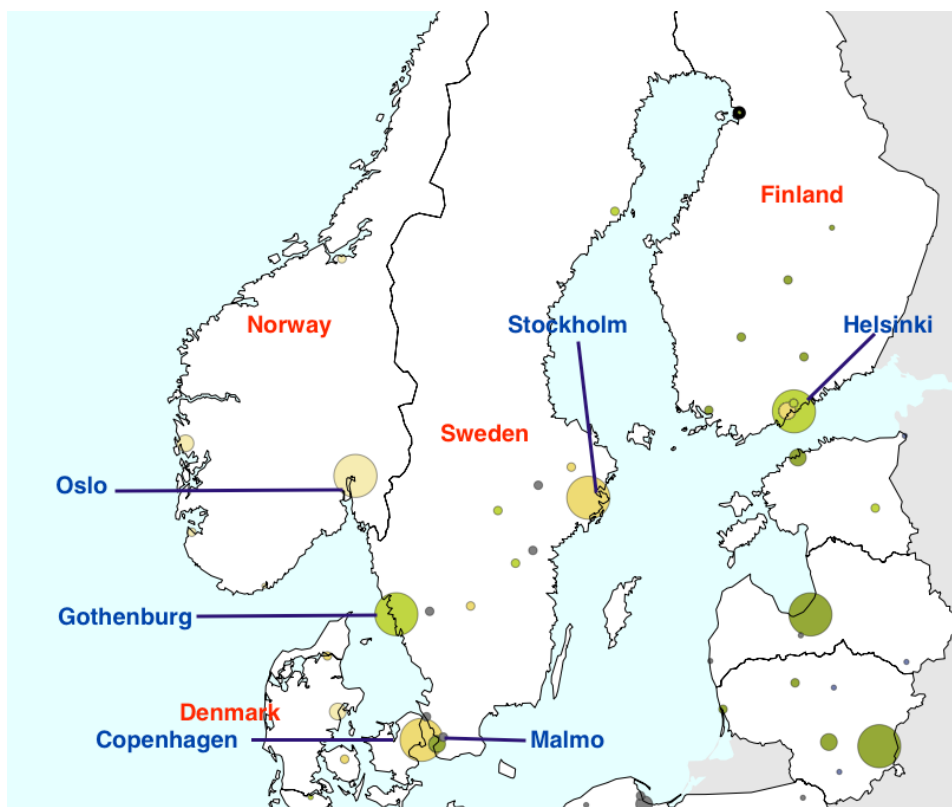 Finland
Norway
Stockholm
Helsinki
Sweden
Oslo
Gothenburg
Denmark
Copenhagen
Malmo